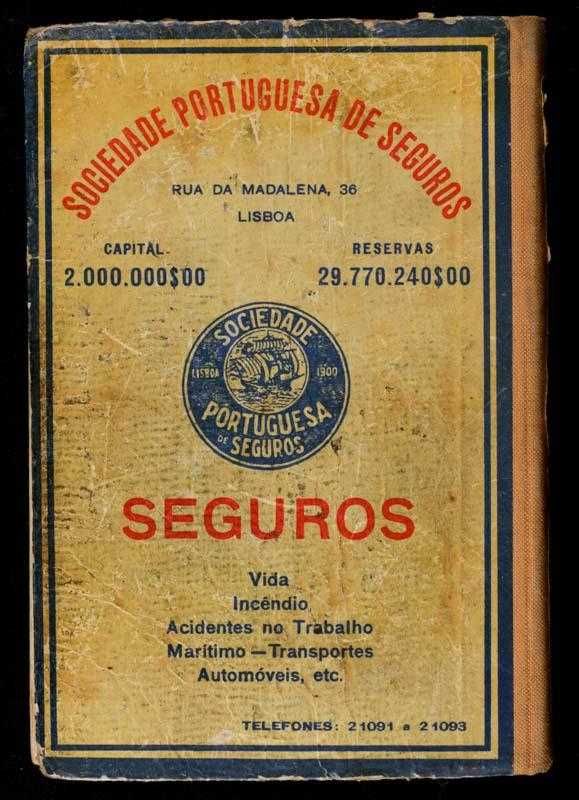 SOCIEDADE PORTUGUESA DE SEGUROS
RUA DA MADALENA, 36
LISBOA
CAPITAL
2.000.000$00
RESERVAS
29.770.240$00
SOCIEDADE
LISBOA 1900
PORTUGUESA
DE SEGUROS
SEGUROS
Vida
Incêndio
Acidentes no Trabalho
Marítimo — Transportes
Automóveis, etc.
TELEFONES: 21091 a 21093